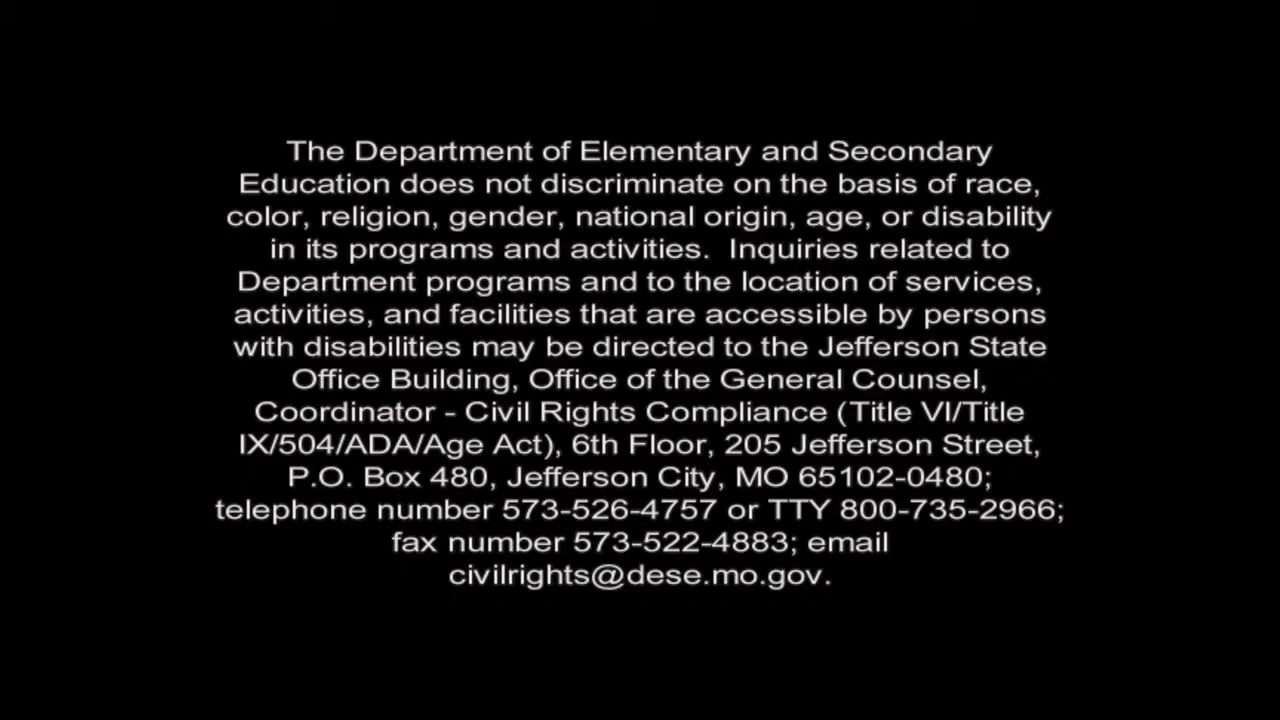 The Department of Elementary and Secondary
Education does not discriminate on the basis of race,
color, religion, gender, national origin, age, or disability
in its programs and activities.  Inquiries related to
Department programs and to the location of services,
activities, and facilities that are accessible by persons
with disabilities may be directed to the Jefferson State
Office Building, Office of the General Counsel,
Coordinator - Civil Rights Compliance (Title VI/Title
IX/504/ADA/Age Act), 6th Floor, 205 Jefferson Street,
P.O. Box 480, Jefferson City, MO 65102-0480;
telephone number 573-526-4757 or TTY 800-735-2966;
fax number 573-522-4883; email
civilrights@dese.mo.gov.